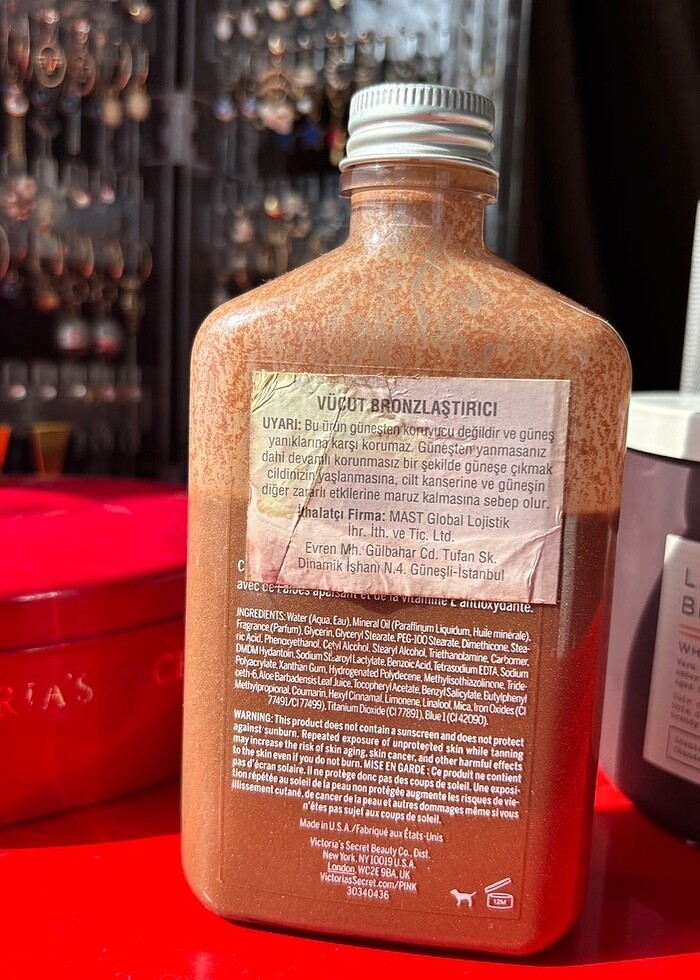 VÜCUT BRONZLAŞTIRICI
UYARI: Bu ürün güneşten koruyucu değildir ve güneş
yanıklarına karşı korumaz. Güneşten yanmasanız
dahi devamlı korunmasız bir şekilde güneşe çıkmak
cildinizin yaşlanmasına, cilt kanserine ve güneşin
diğer zararlı etkilerine maruz kalmasına sebep olur.
İthalatçı Firma: MAST Global Lojistik
İhr. İth. ve Tic. Ltd.
Evren Mh. Gülbahar Cd. Tufan Sk.
Dinamik İşhanı N.4. Güneşli-İstanbul
avec de l'aloès apaisant et de la vitamine E antioxydante.
INGREDIENTS: Water (Aqua, Eau), Mineral Oil (Paraffinum Liquidum, Huile minérale),
Fragrance (Parfum), Glycerin, Glyceryl Stearate, PEG-100 Stearate, Dimethicone, Stea-
ric Acid, Phenoxyethanol, Cetyl Alcohol, Stearyl Alcohol, Triethanolamine, Carbomer,
DMDM Hydantoin, Sodium Stearoyl Lactylate, Benzoic Acid, Tetrasodium EDTA, Sodium
Polyacrylate, Xanthan Gum, Hydrogenated Polydecene, Methylisothiazolinone, Tride-
ceth-6, Aloe Barbadensis Leaf Juice, Tocopheryl Acetate, Benzyl Salicylate, Butylphenyl
Methylpropional, Coumarin, Hexyl Cinnamal, Limonene, Linalool, Mica, Iron Oxides (CI
77491/CI 77499), Titanium Dioxide (CI 77891), Blue 1 (CI 42090).
WARNING: This product does not contain a sunscreen and does not protect
against sunburn. Repeated exposure of unprotected skin while tanning
may increase the risk of skin aging, skin cancer, and other harmful effects
to the skin even if you do not burn. MISE EN GARDE : Ce produit ne contient
pas d'écran solaire. Il ne protège donc pas des coups de soleil. Une exposi-
tion répétée au soleil de la peau non protégée augmente les risques de vie-
illissement cutané, de cancer de la peau et autres dommages même si vous
n'êtes pas sujet aux coups de soleil.
Made in U.S.A./Fabriqué aux États-Unis
Victoria's Secret Beauty Co., Dist.
New York, NY 10019 U.S.A.
London, WC2E 9BA, UK
VictoriasSecret.com/PINK
30340436
12M
RIA'S